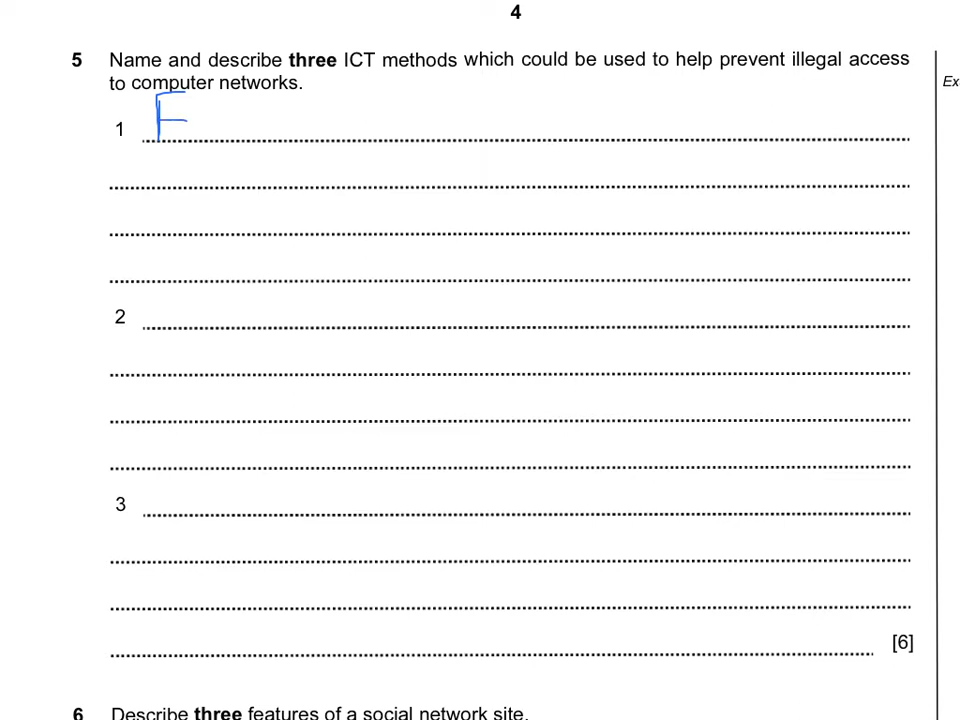 4
5 Name and describe three ICT methods which could be used to help prevent illegal access
to computer networks.
Ex
1 F
2
3
[6]
6 Describe three features of a social network site.